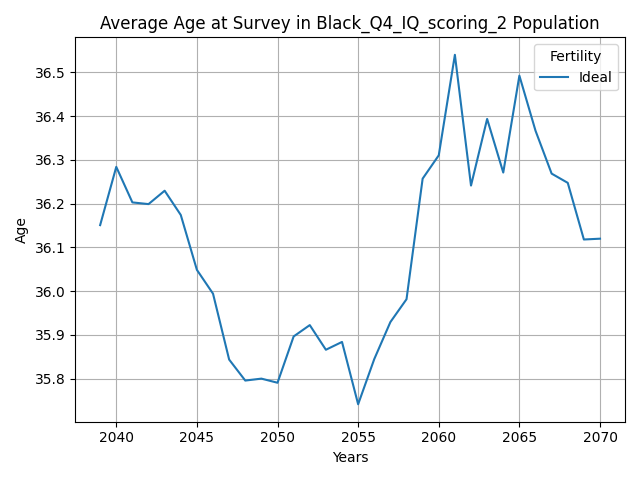 Average Age at Survey in Black_Q4_IQ_scoring_2 Population
Fertility
Ideal
36.5
36.4
36.3
36.2
36.1
36.0
35.9
35.8
Age
2040 2045 2050 2055 2060 2065 2070
Years